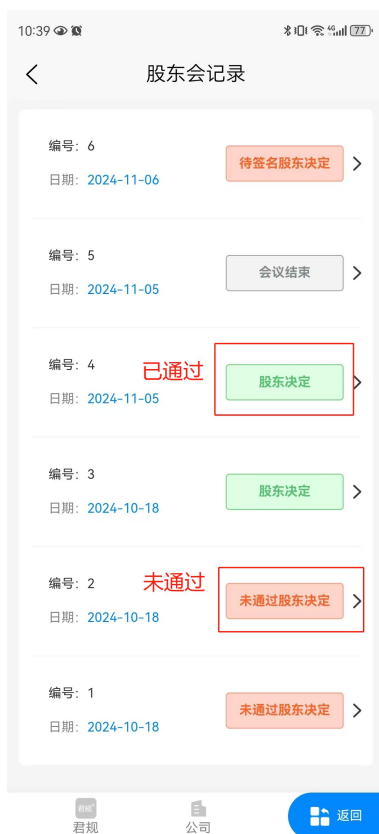 10:39
77
股东会记录
编号：6
待签名股东决定
日期：2024-11-06
编号：5
会议结束
日期：2024-11-05
编号：4
已通过
股东决定
日期：2024-11-05
编号：3
股东决定
日期：2024-10-18
编号：2
未通过
未通过股东决定
日期：2024-10-18
编号：1
未通过股东决定
日期：2024-10-18
君规
公司
返回